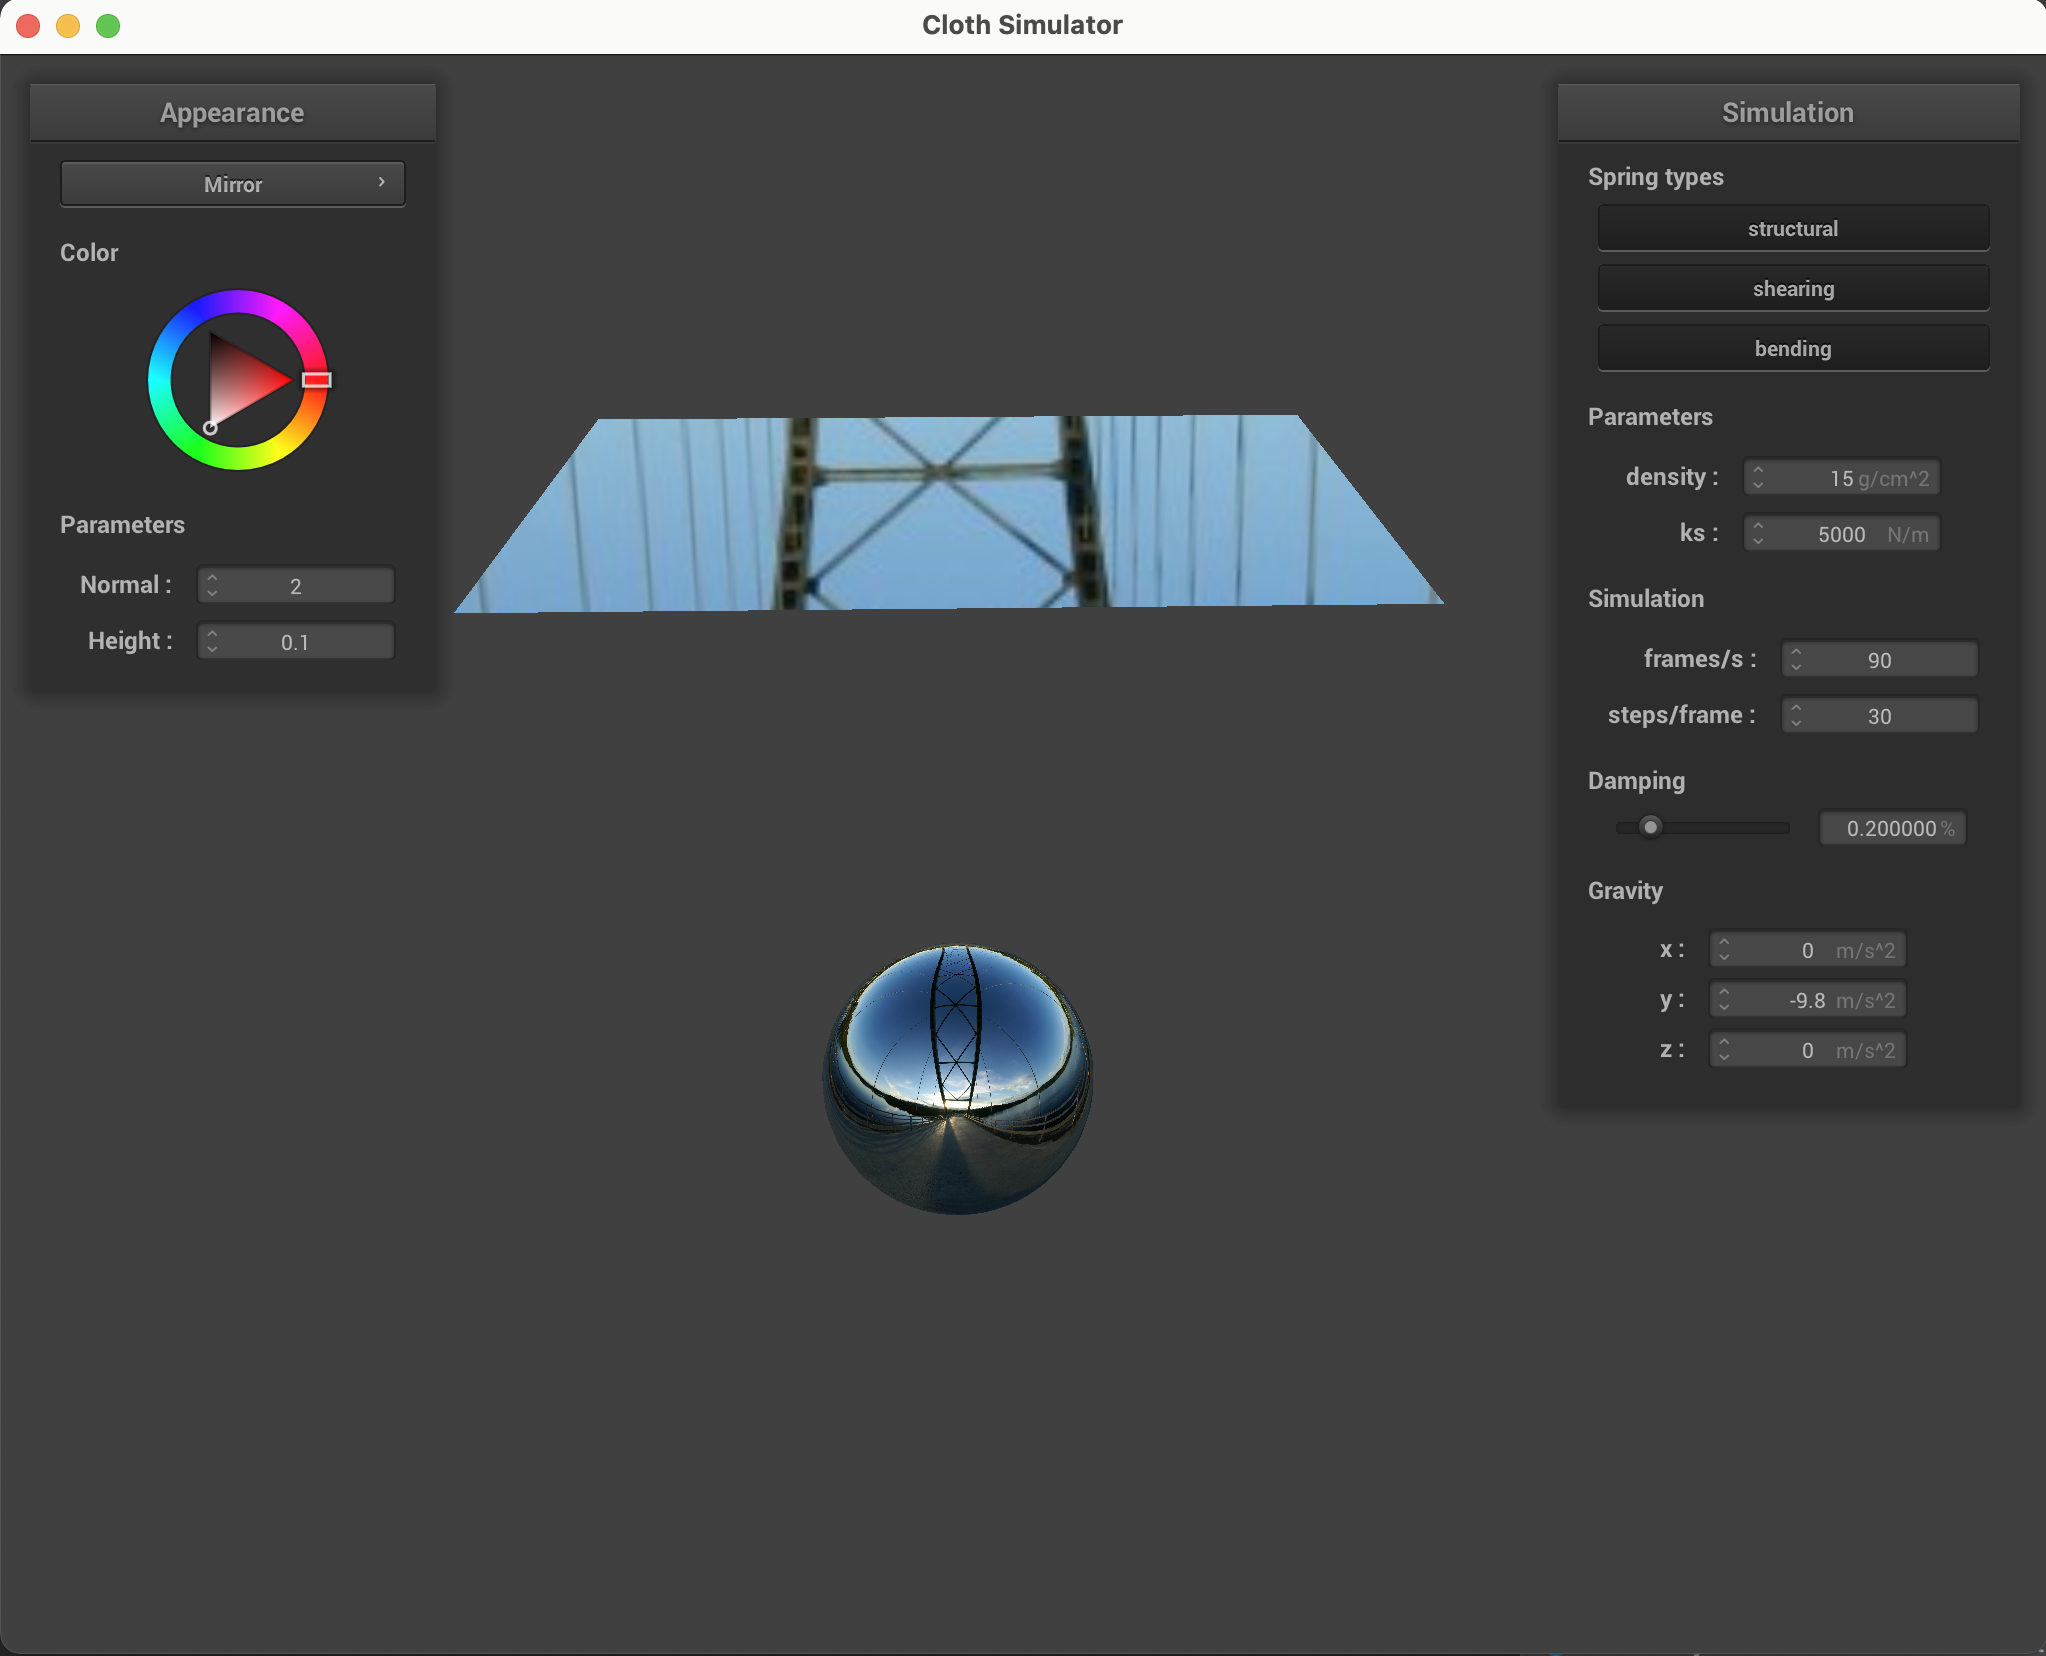 Cloth Simulator
Appearance
Mirror
Color
Parameters
Normal : 2
Height : 0.1
Simulation
Spring types
structural
shearing
bending
Parameters
density : 15 g/cm^2
ks : 5000 N/m
Simulation
frames/s : 90
steps/frame : 30
Damping
0.200000 %
Gravity
x : 0 m/s^2
y : -9.8 m/s^2
z : 0 m/s^2